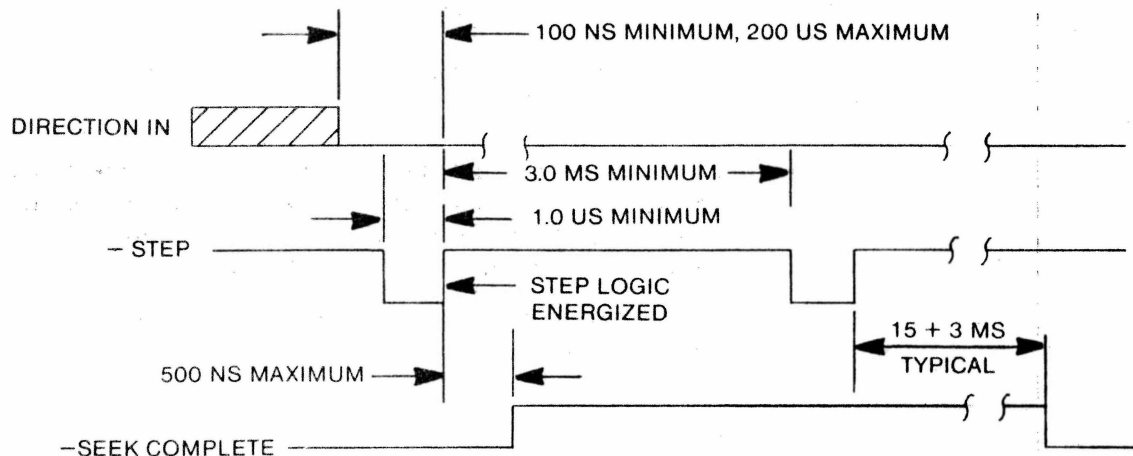 100 NS MINIMUM, 200 US MAXIMUM
DIRECTION IN
3.0 MS MINIMUM
1.0 US MINIMUM
– STEP
STEP LOGIC
ENERGIZED
15 + 3 MS
TYPICAL
500 NS MAXIMUM
–SEEK COMPLETE